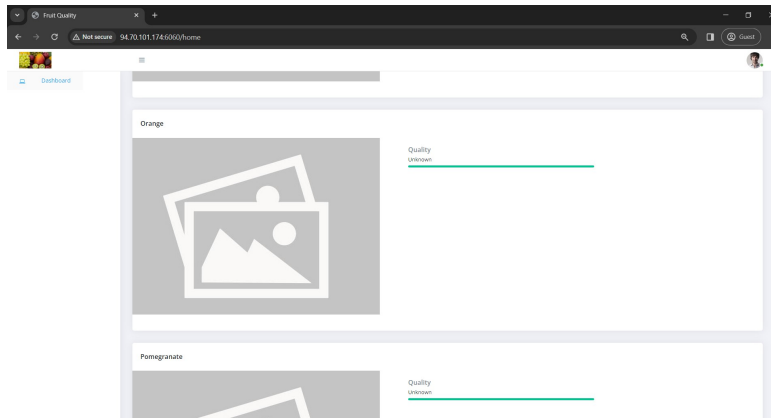 Fruit Quality
Not secure 94.70.101.174:6060/home
Guest
Dashboard
Orange
Quality
Unknown
Pomegranate
Quality
Unknown